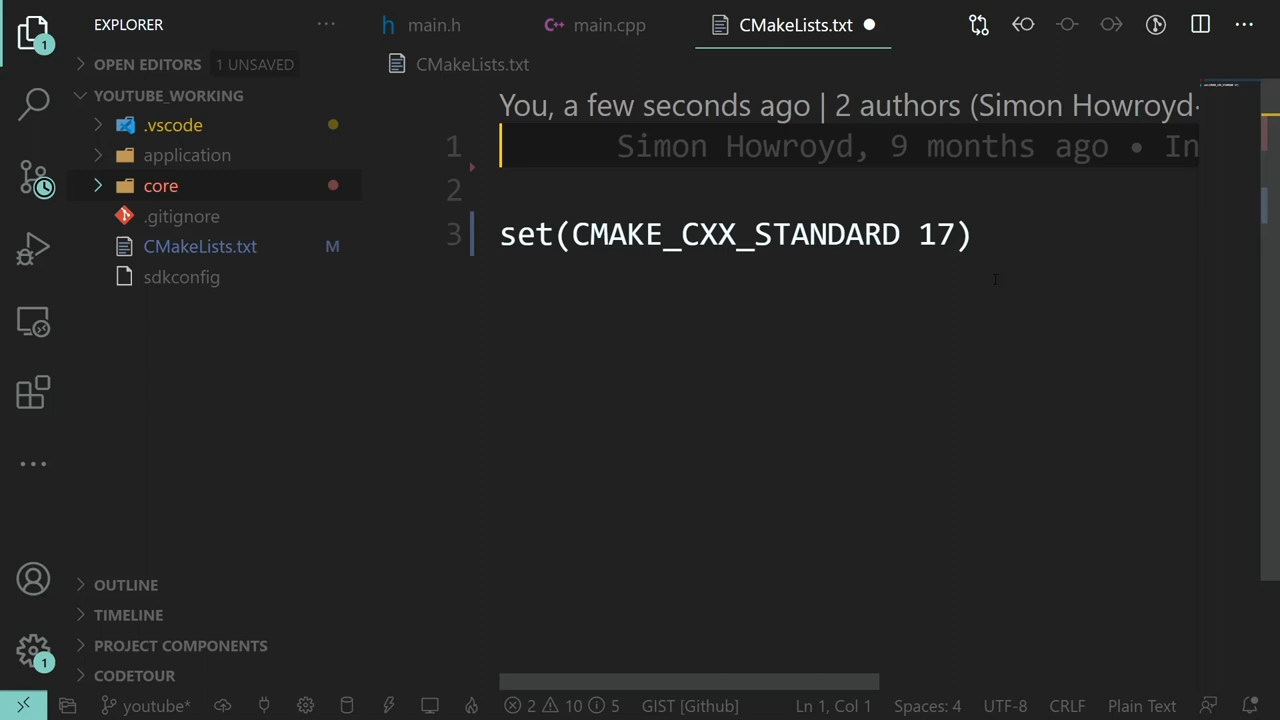 EXPLORER
main.h
main.cpp
CMakeLists.txt
OPEN EDITORS 1 UNSAVED
CMakeLists.txt
YOUTUBE_WORKING
.vscode
application
core
.gitignore
CMakeLists.txt M
sdkconfig
You, a few seconds ago | 2 authors (Simon Howroyd
1 Simon Howroyd, 9 months ago • In
2
3 set(CMAKE_CXX_STANDARD 17)
OUTLINE
TIMELINE
PROJECT COMPONENTS
CODETOUR
1
1
youtube*
2 10 5
GIST [Github]
Ln 1, Col 1
Spaces: 4
UTF-8
CRLF
Plain Text